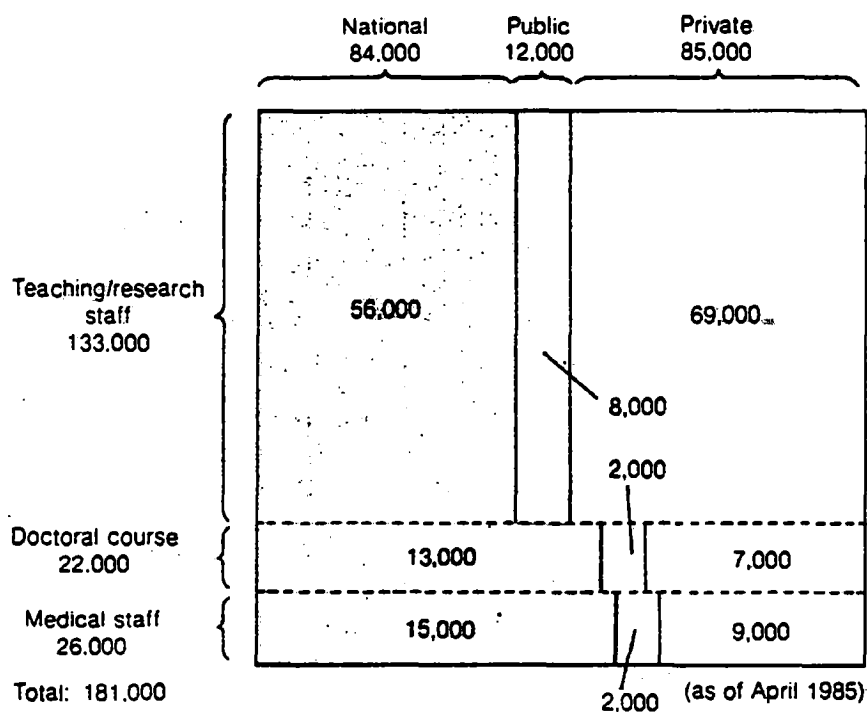 National Public Private
84.000 12,000 85,000
Teaching/research
staff
133.000
56,000
69,000
8,000
2,000
Doctoral course
22.000
13,000
7,000
Medical staff
26.000
15,000
9,000
Total: 181.000
2,000
(as of April 1985)